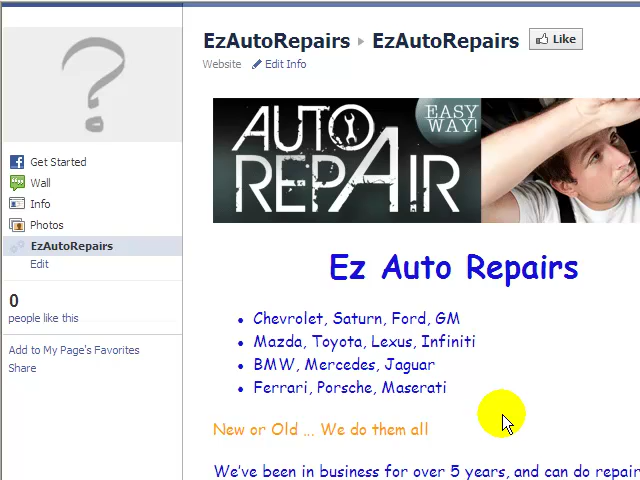 EzAutoRepairs ▸ EzAutoRepairs Like
Website Edit Info
AUTO REPAIR
EASY WAY!
Get Started
Wall
Info
Photos
EzAutoRepairs
Edit
0
people like this
Add to My Page's Favorites
Share
Ez Auto Repairs
• Chevrolet, Saturn, Ford, GM
• Mazda, Toyota, Lexus, Infiniti
• BMW, Mercedes, Jaguar
• Ferrari, Porsche, Maserati
New or Old ... We do them all
We've been in business for over 5 years, and can do repair